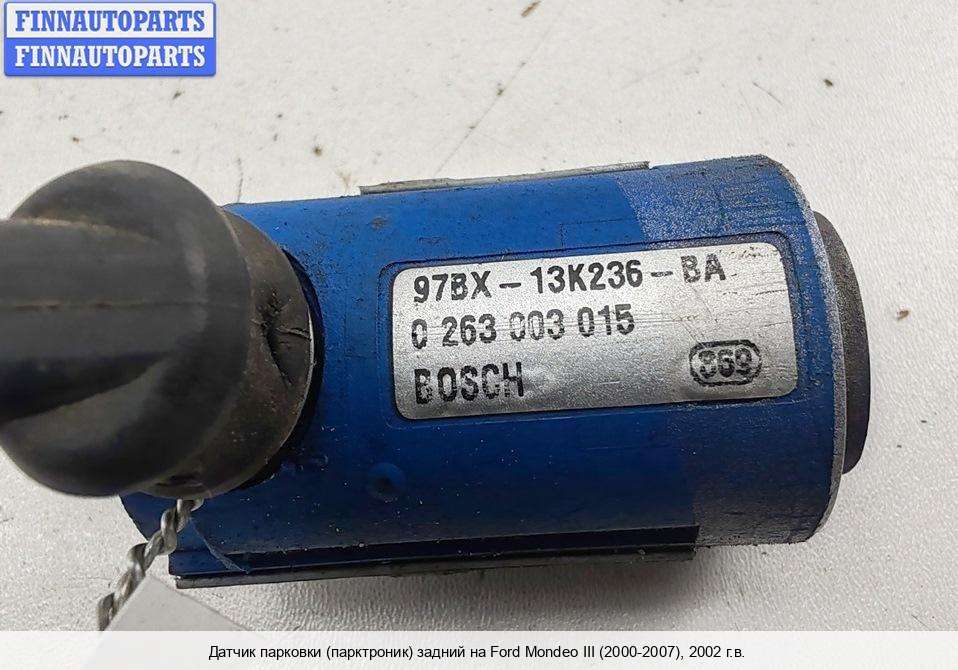 FINNAUTOPARTS
FINNAUTOPARTS
97BX-13K236-BA
0 263 003 015
BOSCH
869
Датчик парковки (парктроник) задний на Ford Mondeo III (2000-2007), 2002 г.в.